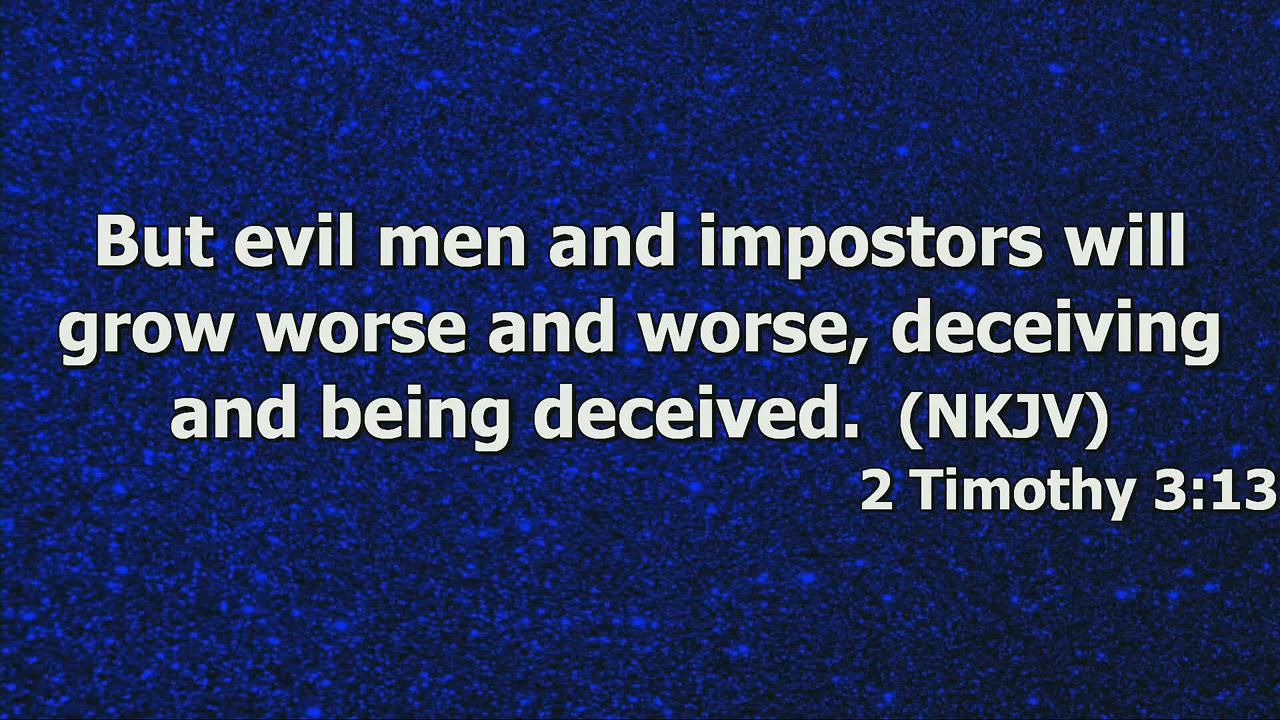 But evil men and impostors will
grow worse and worse, deceiving
and being deceived. (NKJV)
2 Timothy 3:13